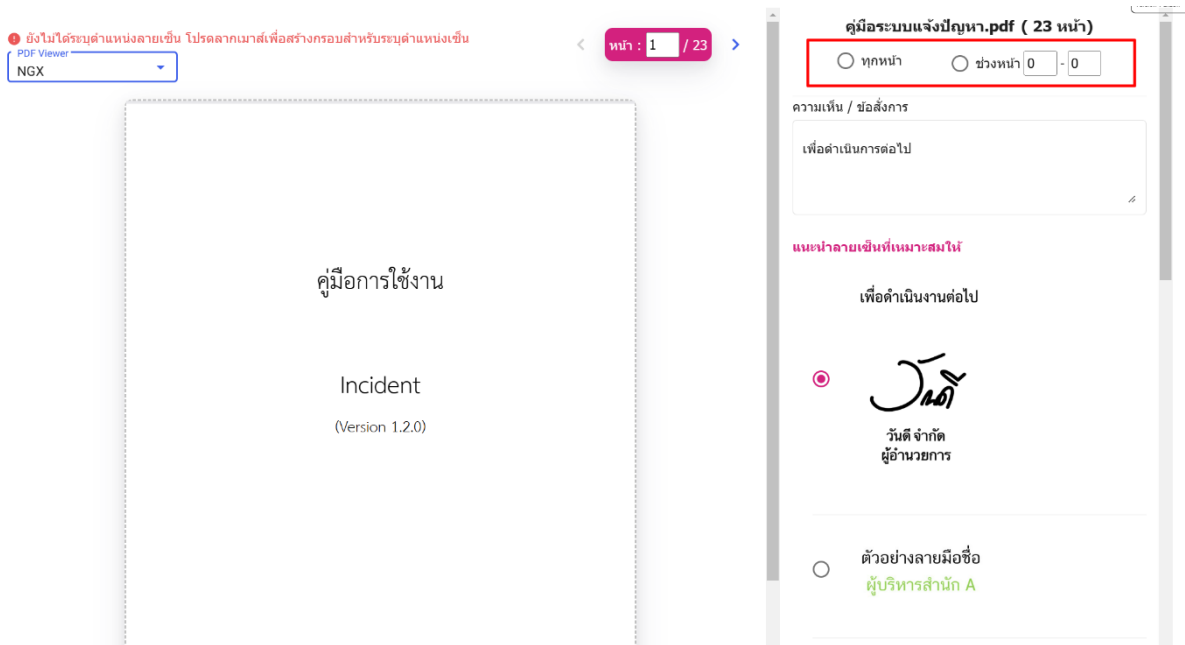 ยังไม่ได้ระบุตำแหน่งลายเซ็น โปรดลากเมาส์เพื่อสร้างกรอบสำหรับระบุตำแหน่งเซ็น
PDF Viewer
NGX
หน้า : 1 / 23
คู่มือการใช้งาน
Incident
(Version 1.2.0)
คู่มือระบบแจ้งปัญหา.pdf ( 23 หน้า)
ทุกหน้า ช่วงหน้า 0 - 0
ความเห็น / ข้อสั่งการ
เพื่อดำเนินการต่อไป
แนะนำลายเซ็นที่เหมาะสมให้
เพื่อดำเนินงานต่อไป
วันดี
วันดี จำกัด
ผู้อำนวยการ
ตัวอย่างลายมือชื่อ
ผู้บริหารสำนัก A